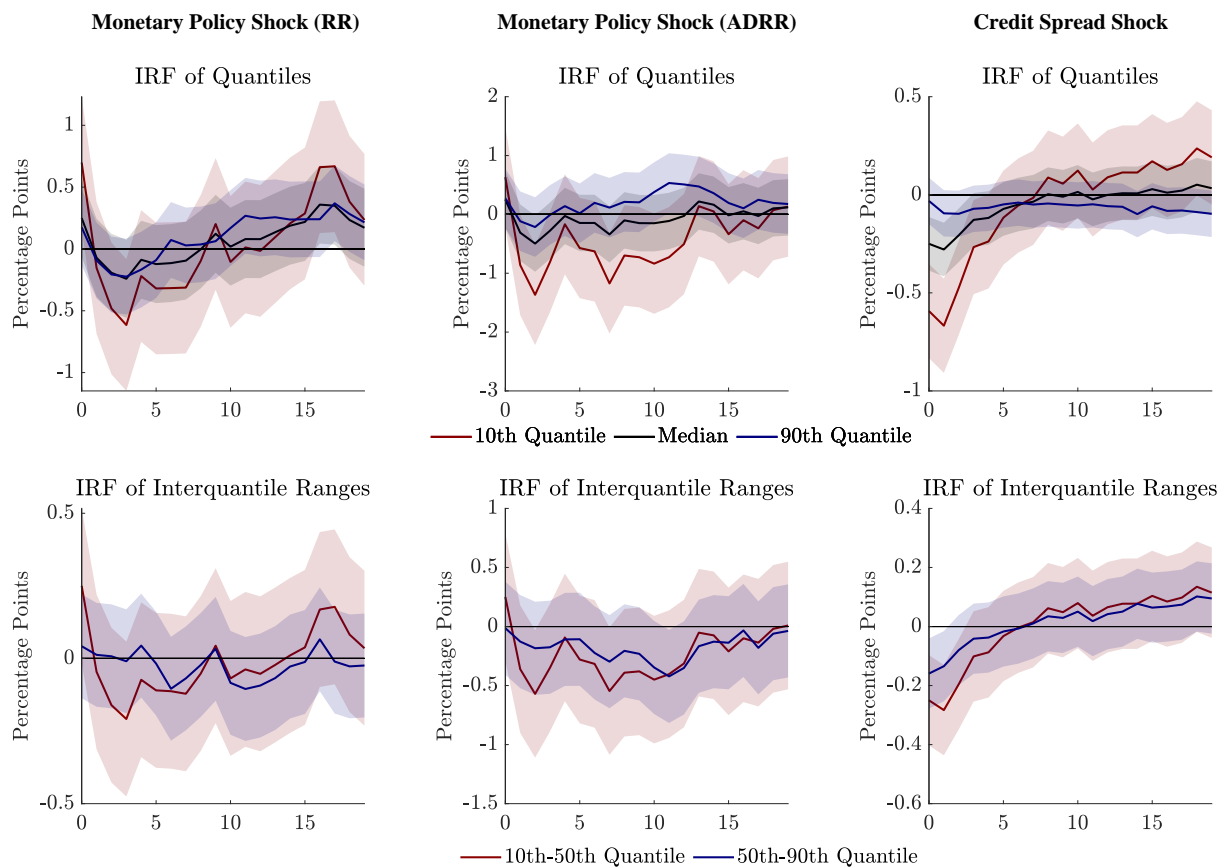 Monetary Policy Shock (RR)
Monetary Policy Shock (ADRR)
Credit Spread Shock
IRF of Quantiles
IRF of Quantiles
IRF of Quantiles
Percentage Points
1
0.5
0
-0.5
-1
0
5
10
15
Percentage Points
2
1
0
-1
-2
-3
0
5
10
15
Percentage Points
0.5
0
-0.5
-1
0
5
10
15
10th Quantile
Median
90th Quantile
IRF of Interquantile Ranges
IRF of Interquantile Ranges
IRF of Interquantile Ranges
Percentage Points
0.5
0
-0.5
0
5
10
15
Percentage Points
1
0.5
0
-0.5
-1
-1.5
0
5
10
15
Percentage Points
0.4
0.2
0
-0.2
-0.4
-0.6
0
5
10
15
10th-50th Quantile
50th-90th Quantile